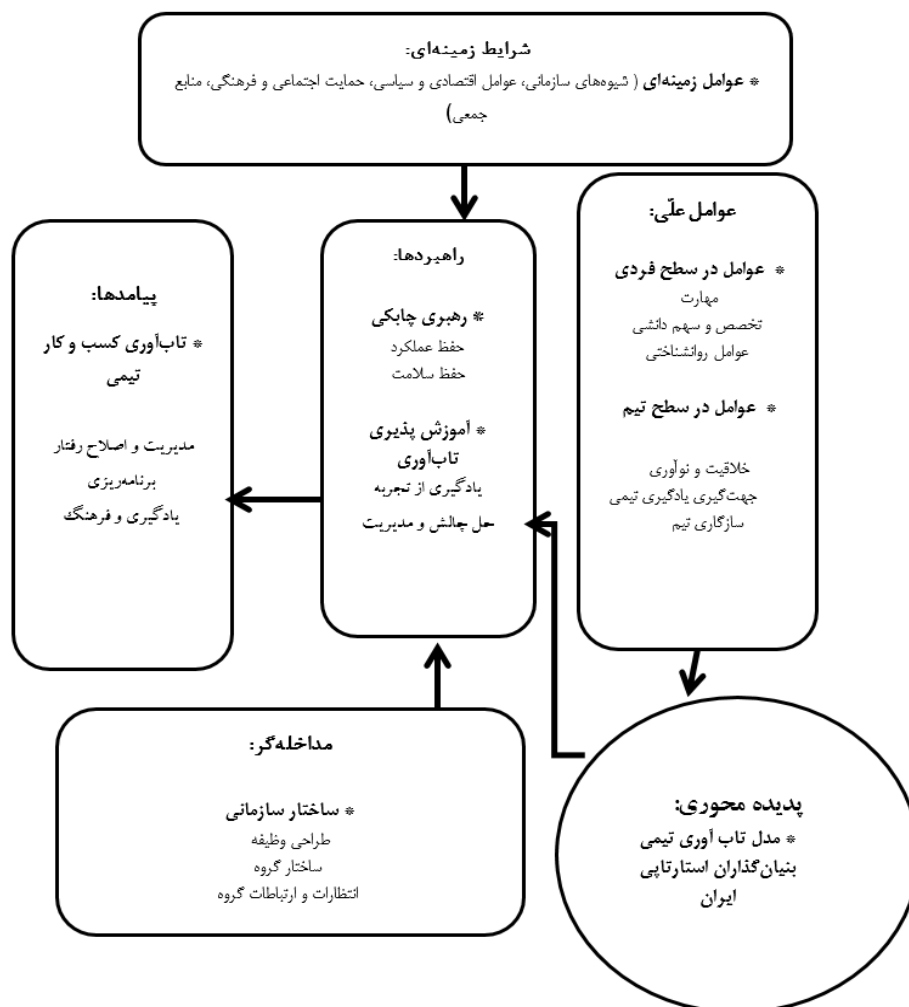 شرایط زمینه‌ای:
* عوامل زمینه‌ای ( شیوه‌های سازمانی، عوامل اقتصادی و سیاسی، حمایت اجتماعی و فرهنگی، منابع
جمعی)
عوامل علّی:
* عوامل در سطح فردی
مهارت
تخصص و سهم دانشی
عوامل روانشناختی
* عوامل در سطح تیم
خلاقیت و نوآوری
جهت‌گیری یادگیری تیمی
سازگاری تیم
راهبردها:
* رهبری چابکی
حفظ عملکرد
حفظ سلامت
* آموزش پذیری
تاب‌آوری
یادگیری از تجربه
حل چالش و مدیریت
پیامدها:
* تاب‌آوری کسب و کار
تیمی
مدیریت و اصلاح رفتار
برنامه‌ریزی
یادگیری و فرهنگ
مداخله‌گر:
* ساختار سازمانی
طراحی وظیفه
ساختار گروه
انتظارات و ارتباطات گروه
پدیده محوری:
* مدل تاب آوری تیمی
بنیان‌گذاران استارتاپی
ایران